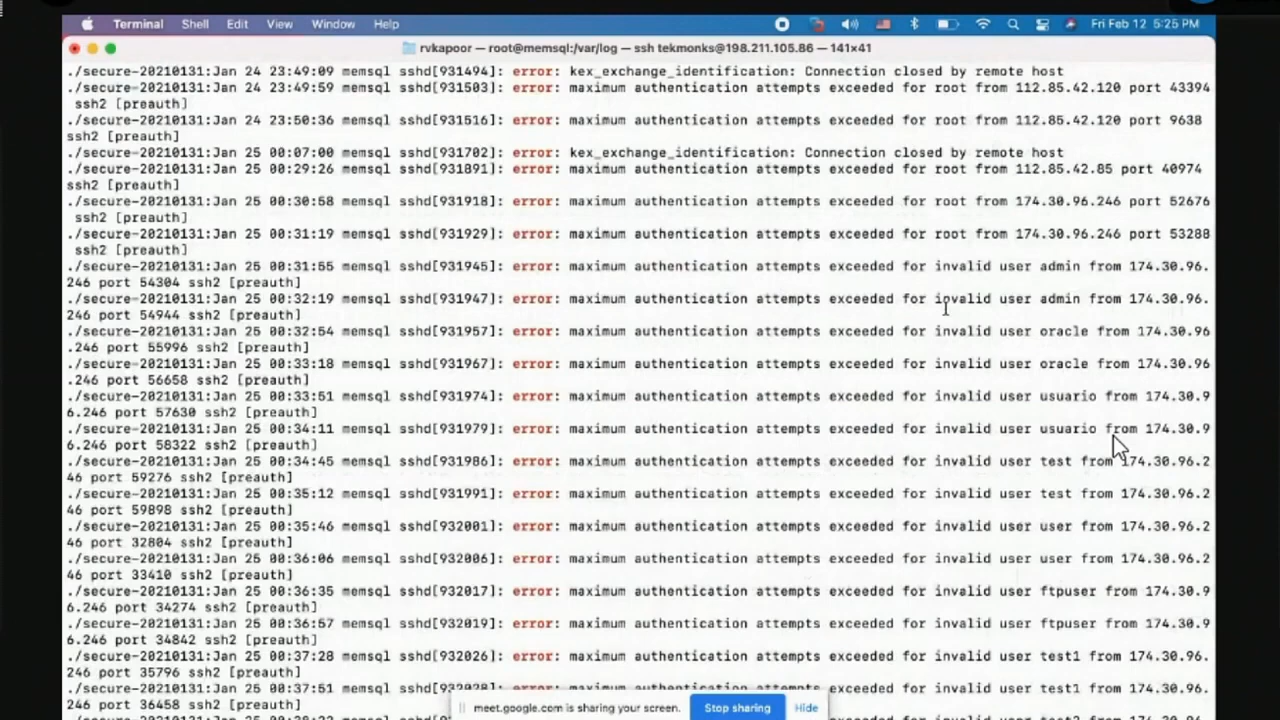 Terminal Shell Edit View Window Help Fri Feb 12 5:25 PM
rvkapoor — root@memsql:/var/log — ssh tekmonks@198.211.105.86 — 141×41
./secure-20210131:Jan 24 23:49:09 memsql sshd[931494]: error: kex_exchange_identification: Connection closed by remote host
./secure-20210131:Jan 24 23:49:59 memsql sshd[931503]: error: maximum authentication attempts exceeded for root from 112.85.42.120 port 43394
ssh2 [preauth]
./secure-20210131:Jan 24 23:50:36 memsql sshd[931516]: error: maximum authentication attempts exceeded for root from 112.85.42.120 port 9638
ssh2 [preauth]
./secure-20210131:Jan 25 00:07:00 memsql sshd[931702]: error: kex_exchange_identification: Connection closed by remote host
./secure-20210131:Jan 25 00:29:26 memsql sshd[931891]: error: maximum authentication attempts exceeded for root from 112.85.42.85 port 40974
ssh2 [preauth]
./secure-20210131:Jan 25 00:30:58 memsql sshd[931918]: error: maximum authentication attempts exceeded for root from 174.30.96.246 port 52676
ssh2 [preauth]
./secure-20210131:Jan 25 00:31:19 memsql sshd[931929]: error: maximum authentication attempts exceeded for root from 174.30.96.246 port 53288
ssh2 [preauth]
./secure-20210131:Jan 25 00:31:55 memsql sshd[931945]: error: maximum authentication attempts exceeded for invalid user admin from 174.30.96.
246 port 54304 ssh2 [preauth]
./secure-20210131:Jan 25 00:32:19 memsql sshd[931947]: error: maximum authentication attempts exceeded for invalid user admin from 174.30.96.
246 port 54944 ssh2 [preauth]
./secure-20210131:Jan 25 00:32:54 memsql sshd[931957]: error: maximum authentication attempts exceeded for invalid user oracle from 174.30.96
.246 port 55996 ssh2 [preauth]
./secure-20210131:Jan 25 00:33:18 memsql sshd[931967]: error: maximum authentication attempts exceeded for invalid user oracle from 174.30.96
.246 port 56658 ssh2 [preauth]
./secure-20210131:Jan 25 00:33:51 memsql sshd[931974]: error: maximum authentication attempts exceeded for invalid user usuario from 174.30.9
6.246 port 57630 ssh2 [preauth]
./secure-20210131:Jan 25 00:34:11 memsql sshd[931979]: error: maximum authentication attempts exceeded for invalid user usuario from 174.30.9
6.246 port 58322 ssh2 [preauth]
./secure-20210131:Jan 25 00:34:45 memsql sshd[931986]: error: maximum authentication attempts exceeded for invalid user test from 174.30.96.2
46 port 59276 ssh2 [preauth]
./secure-20210131:Jan 25 00:35:12 memsql sshd[931991]: error: maximum authentication attempts exceeded for invalid user test from 174.30.96.2
46 port 59898 ssh2 [preauth]
./secure-20210131:Jan 25 00:35:46 memsql sshd[932001]: error: maximum authentication attempts exceeded for invalid user user from 174.30.96.2
46 port 32804 ssh2 [preauth]
./secure-20210131:Jan 25 00:36:06 memsql sshd[932006]: error: maximum authentication attempts exceeded for invalid user user from 174.30.96.2
46 port 33410 ssh2 [preauth]
./secure-20210131:Jan 25 00:36:35 memsql sshd[932017]: error: maximum authentication attempts exceeded for invalid user ftpuser from 174.30.9
6.246 port 34274 ssh2 [preauth]
./secure-20210131:Jan 25 00:36:57 memsql sshd[932019]: error: maximum authentication attempts exceeded for invalid user ftpuser from 174.30.9
6.246 port 34842 ssh2 [preauth]
./secure-20210131:Jan 25 00:37:28 memsql sshd[932026]: error: maximum authentication attempts exceeded for invalid user test1 from 174.30.96.
246 port 35796 ssh2 [preauth]
./secure-20210131:Jan 25 00:37:51 memsql sshd[932028]: error: maximum authentication attempts exceeded for invalid user test1 from 174.30.96.
246 port 36458 ssh2 [preauth]
meet.google.com is sharing your screen. Stop sharing Hide